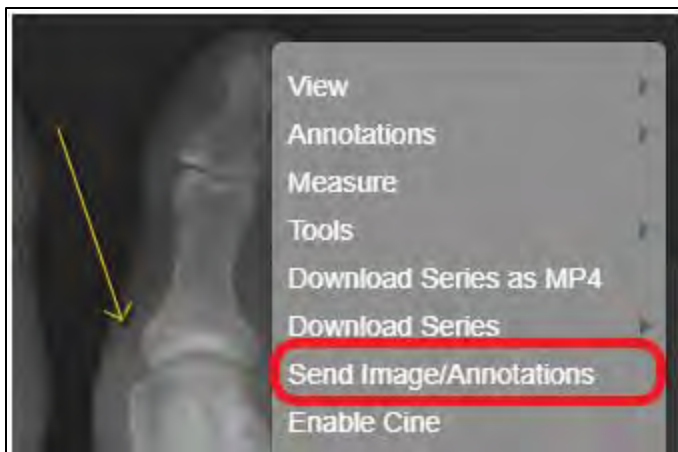 View
Annotations
Measure
Tools
Download Series as MP4
Download Series
Send Image/Annotations
Enable Cine